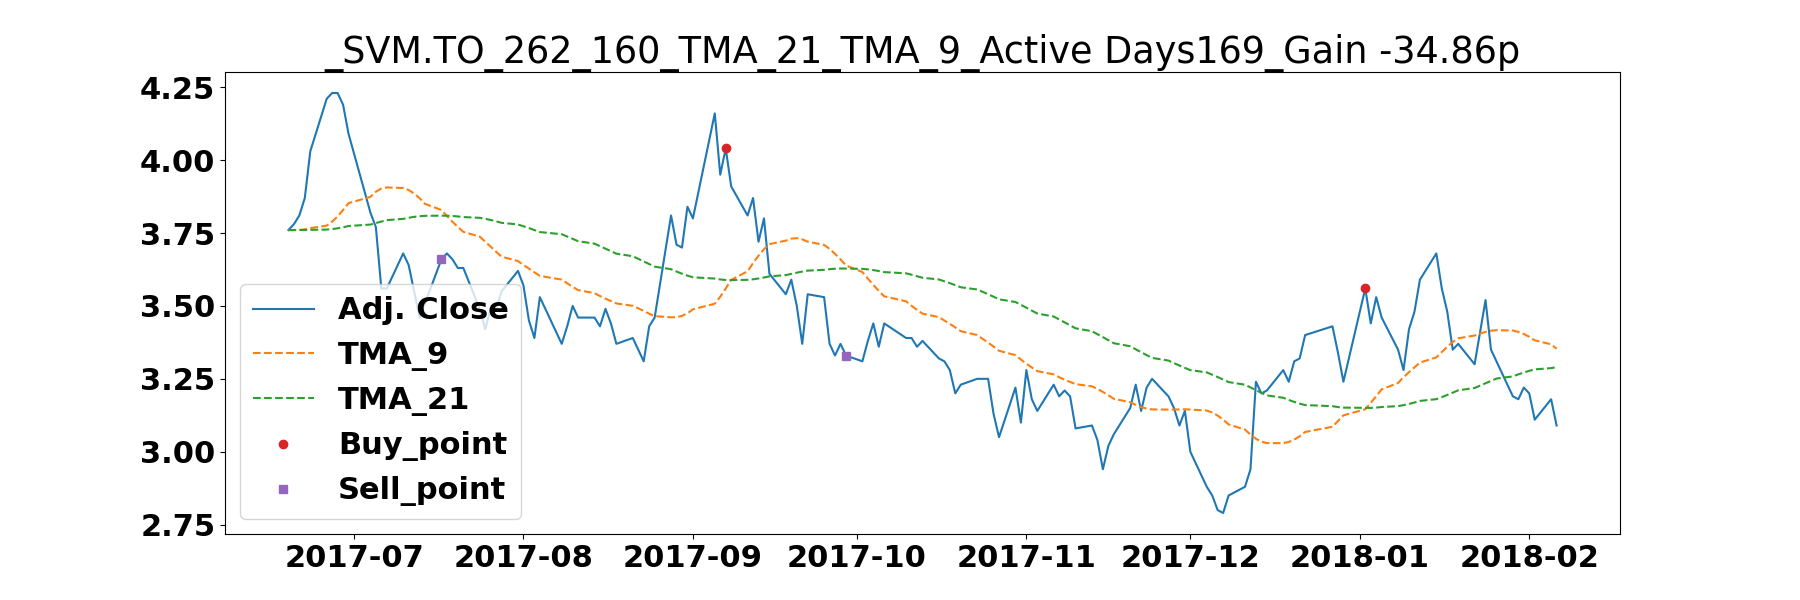 _SVM.TO_262_160_TMA_21_TMA_9_Active Days169_Gain -34.86p
4.25
4.00
3.75
3.50
3.25
3.00
2.75
Adj. Close
TMA_9
TMA_21
Buy_point
Sell_point
2017-07 2017-08 2017-09 2017-10 2017-11 2017-12 2018-01 2018-02